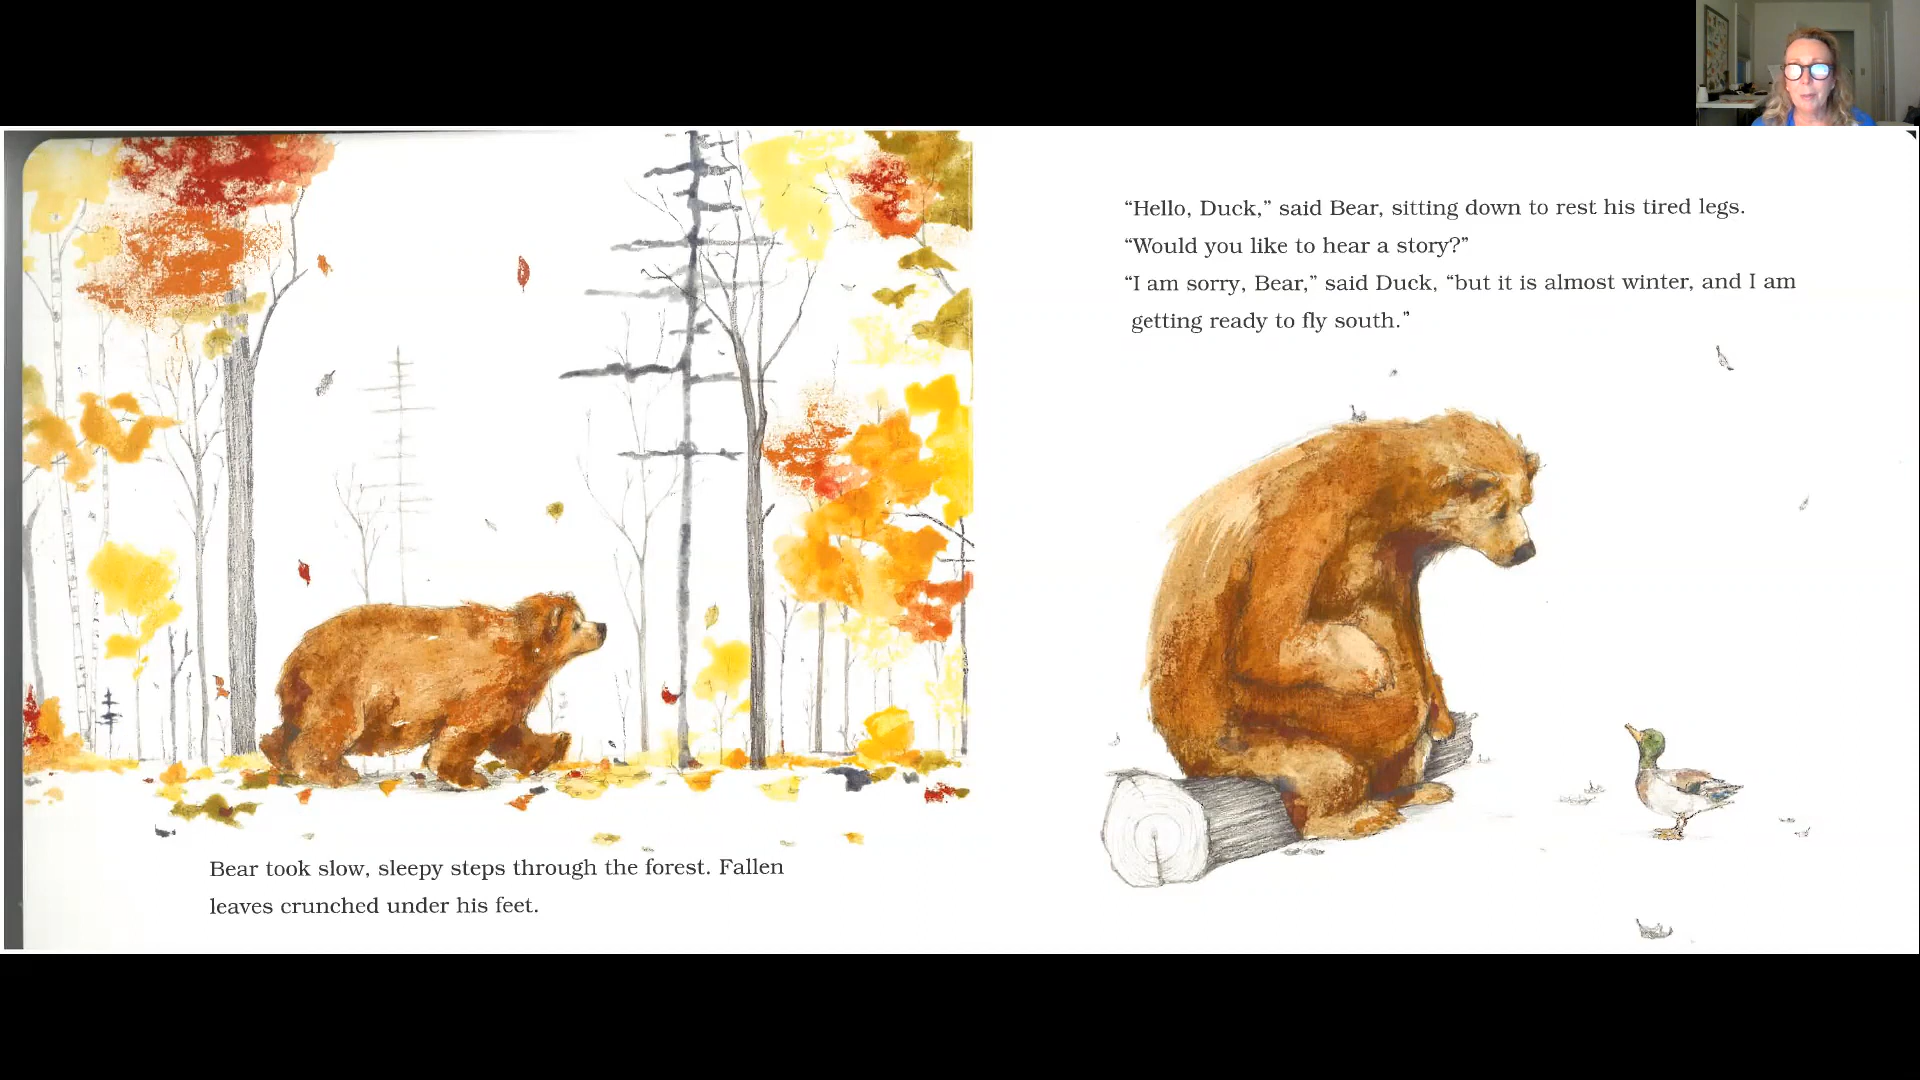 Bear took slow, sleepy steps through the forest. Fallen
leaves crunched under his feet.
“Hello, Duck,” said Bear, sitting down to rest his tired legs.
“Would you like to hear a story?”
“I am sorry, Bear,” said Duck, “but it is almost winter, and I am
getting ready to fly south.”